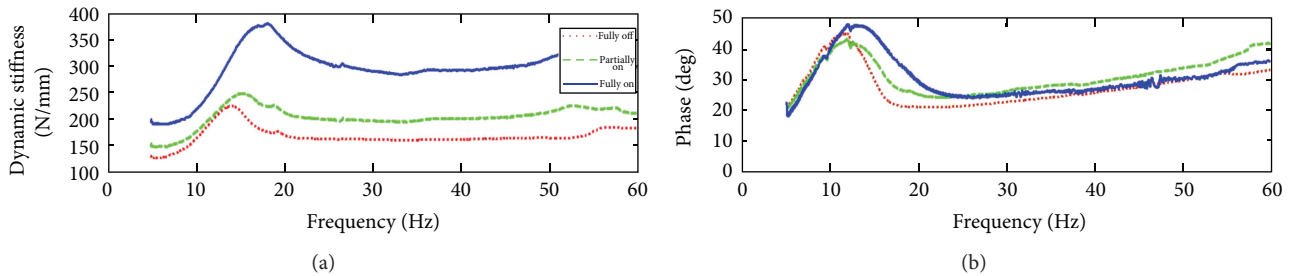 Dynamic stiffness
(N/mm)
400
350
300
250
200
150
100
0 10 20 30 40 50 60
Frequency (Hz)
Fully off
Partially
on
Fully on
(a)
Phase (deg)
50
40
30
20
10
0
0 10 20 30 40 50 60
Frequency (Hz)
(b)